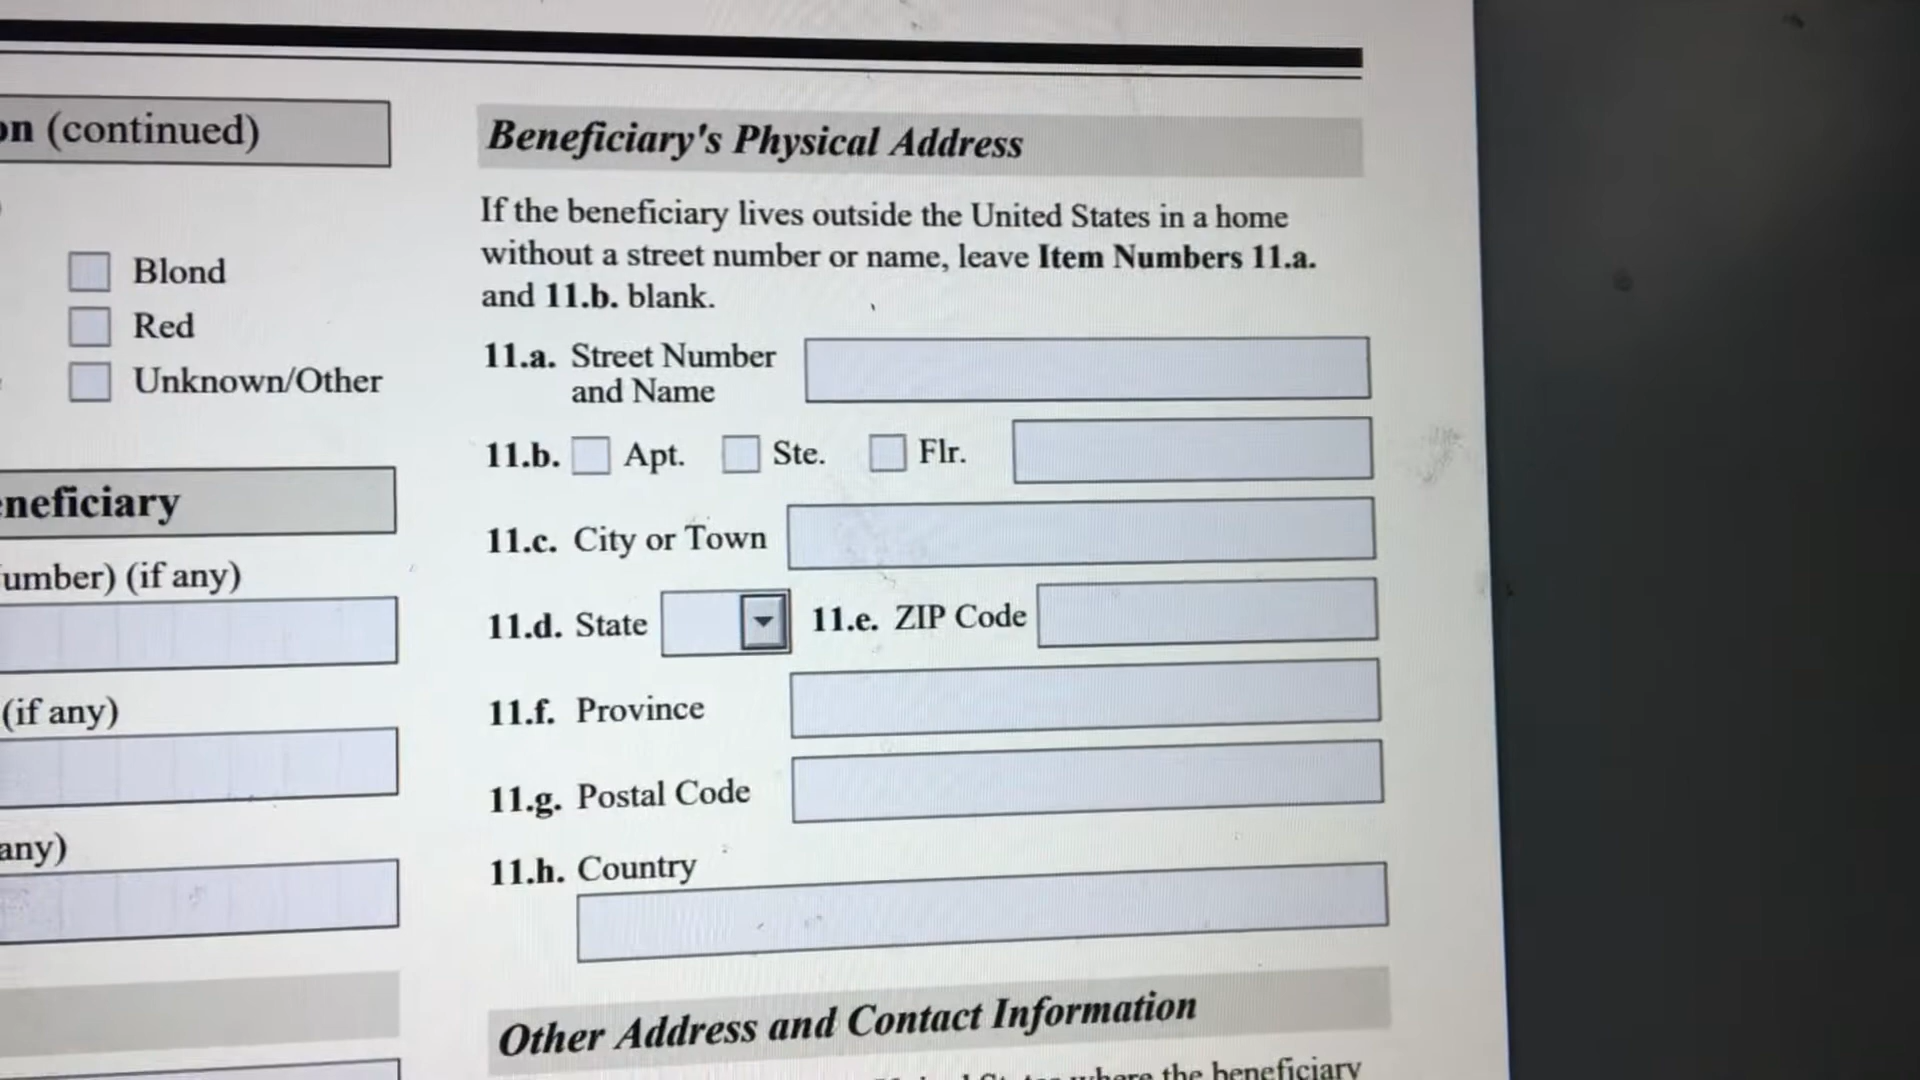 (continued)
Blond
Red
Unknown/Other
(if any)
(if any)
any)
Beneficiary's Physical Address
If the beneficiary lives outside the United States in a home
without a street number or name, leave Item Numbers 11.a.
and 11.b. blank.
11.a. Street Number
and Name
11.b. Apt. Ste. Flr.
11.c. City or Town
11.d. State 11.e. ZIP Code
11.f. Province
11.g. Postal Code
11.h. Country
Other Address and Contact Information
where the beneficiary